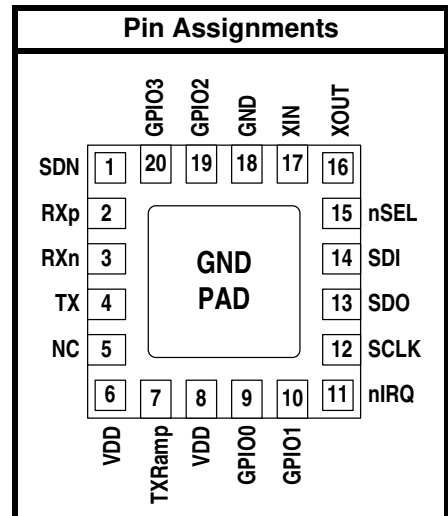 Pin Assignments
GPIO3
GPIO2
GND
XIN
XOUT
SDN 1 20 19 18 17 16
RXp 2 15 nSEL
RXn 3 GND 14 SDI
TX 4 PAD 13 SDO
NC 5 12 SCLK
6 7 8 9 10 11 nIRQ
VDD
TXRamp
VDD
GPIO0
GPIO1